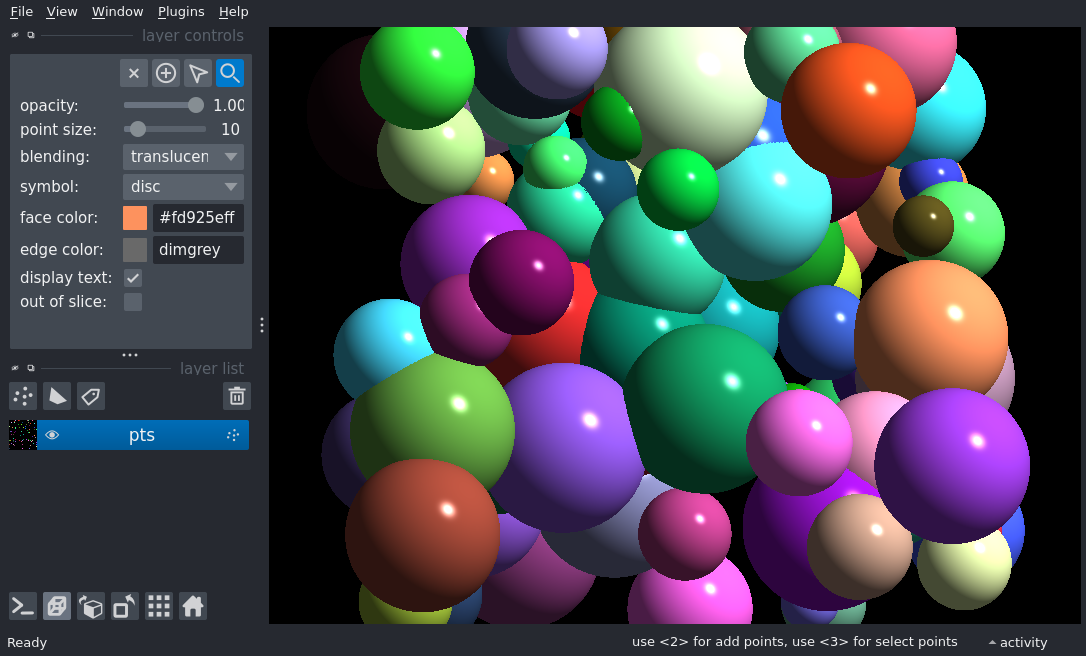 File View Window Plugins Help
layer controls
opacity: 1.00
point size: 10
blending: translucen
symbol: disc
face color: #fd925eff
edge color: dimgrey
display text:
out of slice:
layer list
pts
Ready
use <2> for add points, use <3> for select points
activity